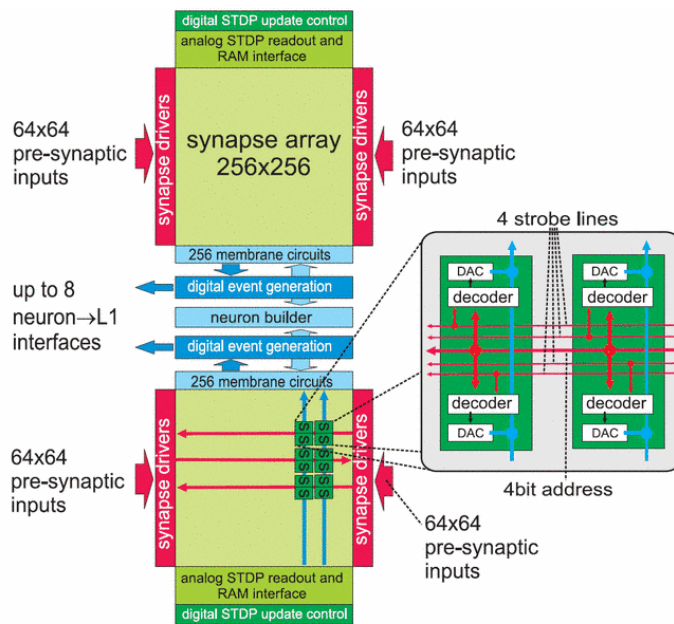 digital STDP update control
analog STDP readout and
RAM interface
synapse drivers
synapse array
256x256
synapse drivers
64x64
pre-synaptic
inputs
64x64
pre-synaptic
inputs
256 membrane circuits
digital event generation
neuron builder
digital event generation
256 membrane circuits
up to 8
neuron→L1
interfaces
4 strobe lines
DAC
decoder
decoder
DAC
DAC
decoder
decoder
DAC
4bit address
synapse drivers
S S
S S
S S
S S
S S
S S
synapse drivers
64x64
pre-synaptic
inputs
64x64
pre-synaptic
inputs
analog STDP readout and
RAM interface
digital STDP update control